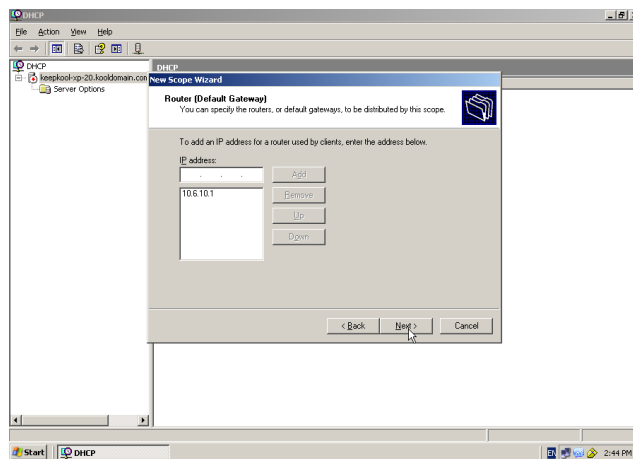 DHCP
File Action View Help
DHCP
keepkool-xp-20.kooldomain.con
Server Options
DHCP
New Scope Wizard
Router (Default Gateway)
You can specify the routers, or default gateways, to be distributed by this scope.
To add an IP address for a router used by clients, enter the address below.
IP address:
. . .
Add
10.6.10.1
Remove
Up
Down
< Back
Next >
Cancel
Start
DHCP
EN
2:44 PM